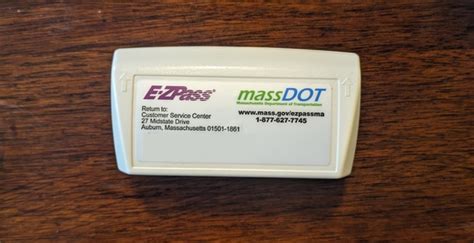 E-ZPass®
Return to:
Customer Service Center
27 Midstate Drive
Auburn, Massachusetts 01501-1861
massDOT
Massachusetts Department of Transportation
www.mass.gov/ezpassma
1-877-627-7745